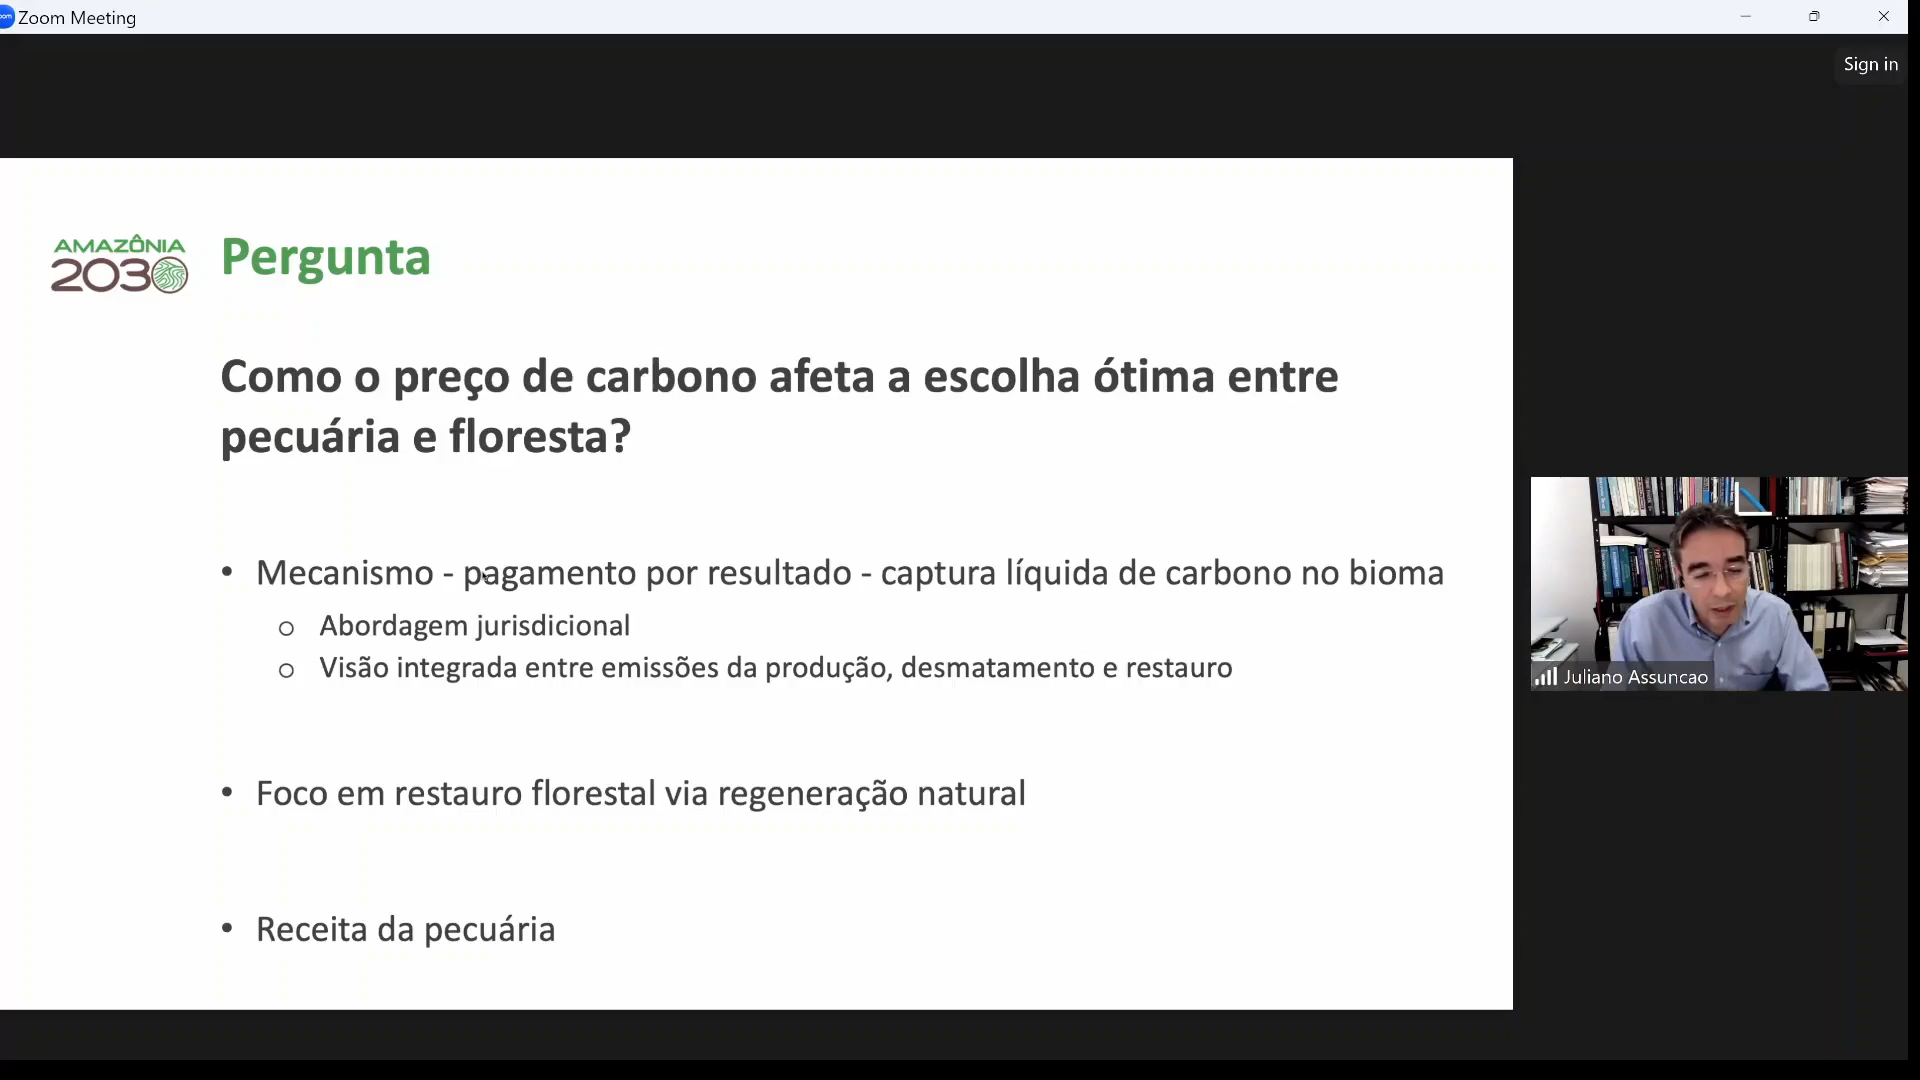 Zoom Meeting
Sign in
AMAZÔNIA
2030
Pergunta
Como o preço de carbono afeta a escolha ótima entre
pecuária e floresta?
• Mecanismo - pagamento por resultado - captura líquida de carbono no bioma
o Abordagem jurisdicional
o Visão integrada entre emissões da produção, desmatamento e restauro
• Foco em restauro florestal via regeneração natural
• Receita da pecuária
Juliano Assuncao